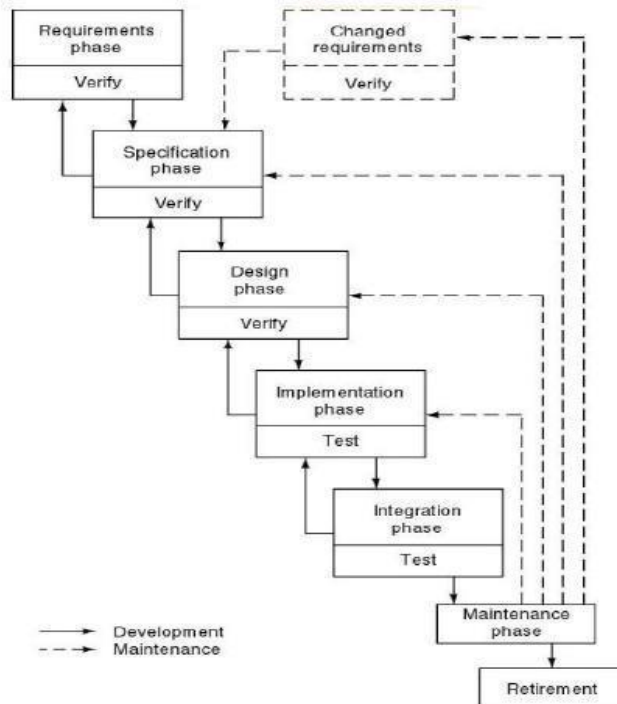 Requirements
phase
Verify
Changed
requirements
Verify
Specification
phase
Verify
Design
phase
Verify
Implementation
phase
Test
Integration
phase
Test
Maintenance
phase
Retirement
Development
Maintenance